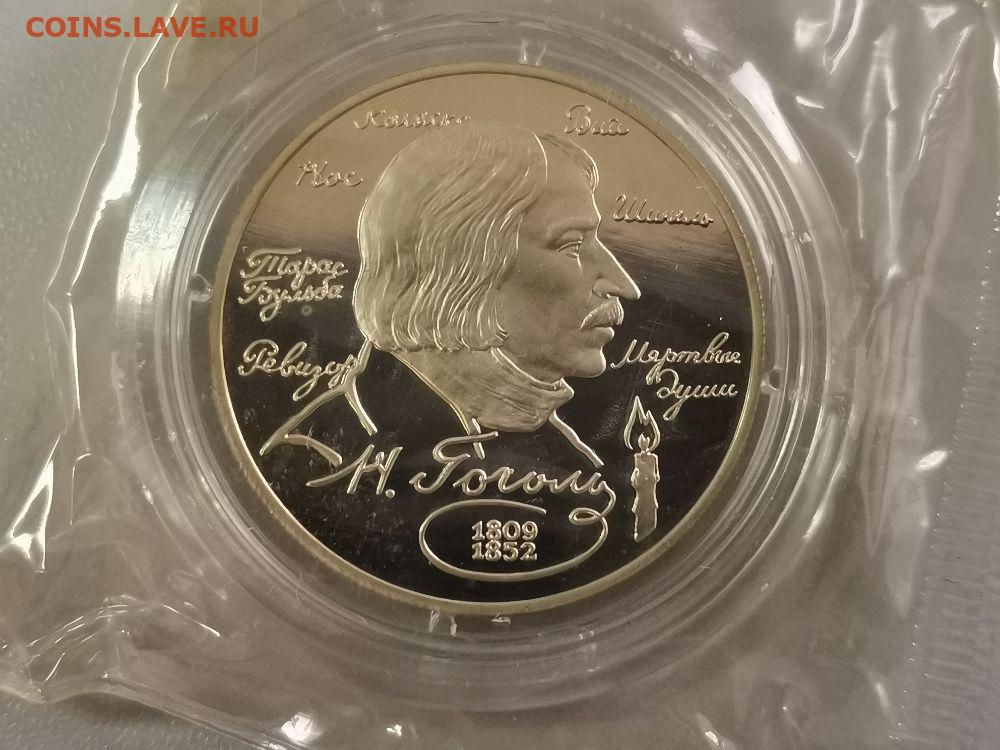 COINS.LAVE.RU
Коляска
Вий
Нос
Шинель
Тарас
Бульба
Ревизор
Мертвые
души
Н. Гоголь
1809
1852